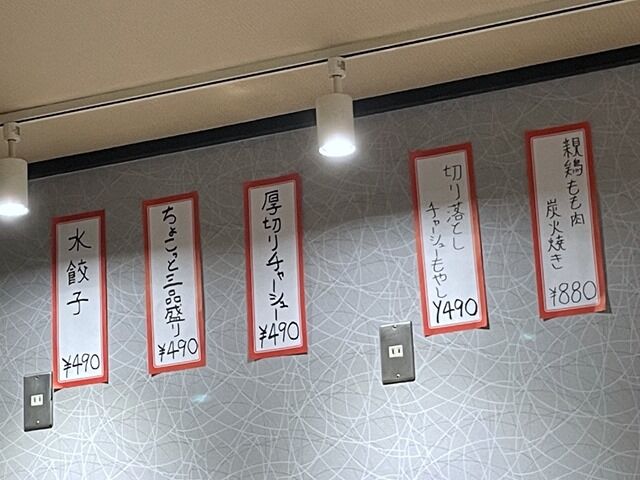 水餃子
¥490
ちょこっと三品盛り
¥490
厚切りチャーシュー
¥490
切り落とし
チャーシューもやし
Y490
親鶏もも肉
炭火焼き
¥880